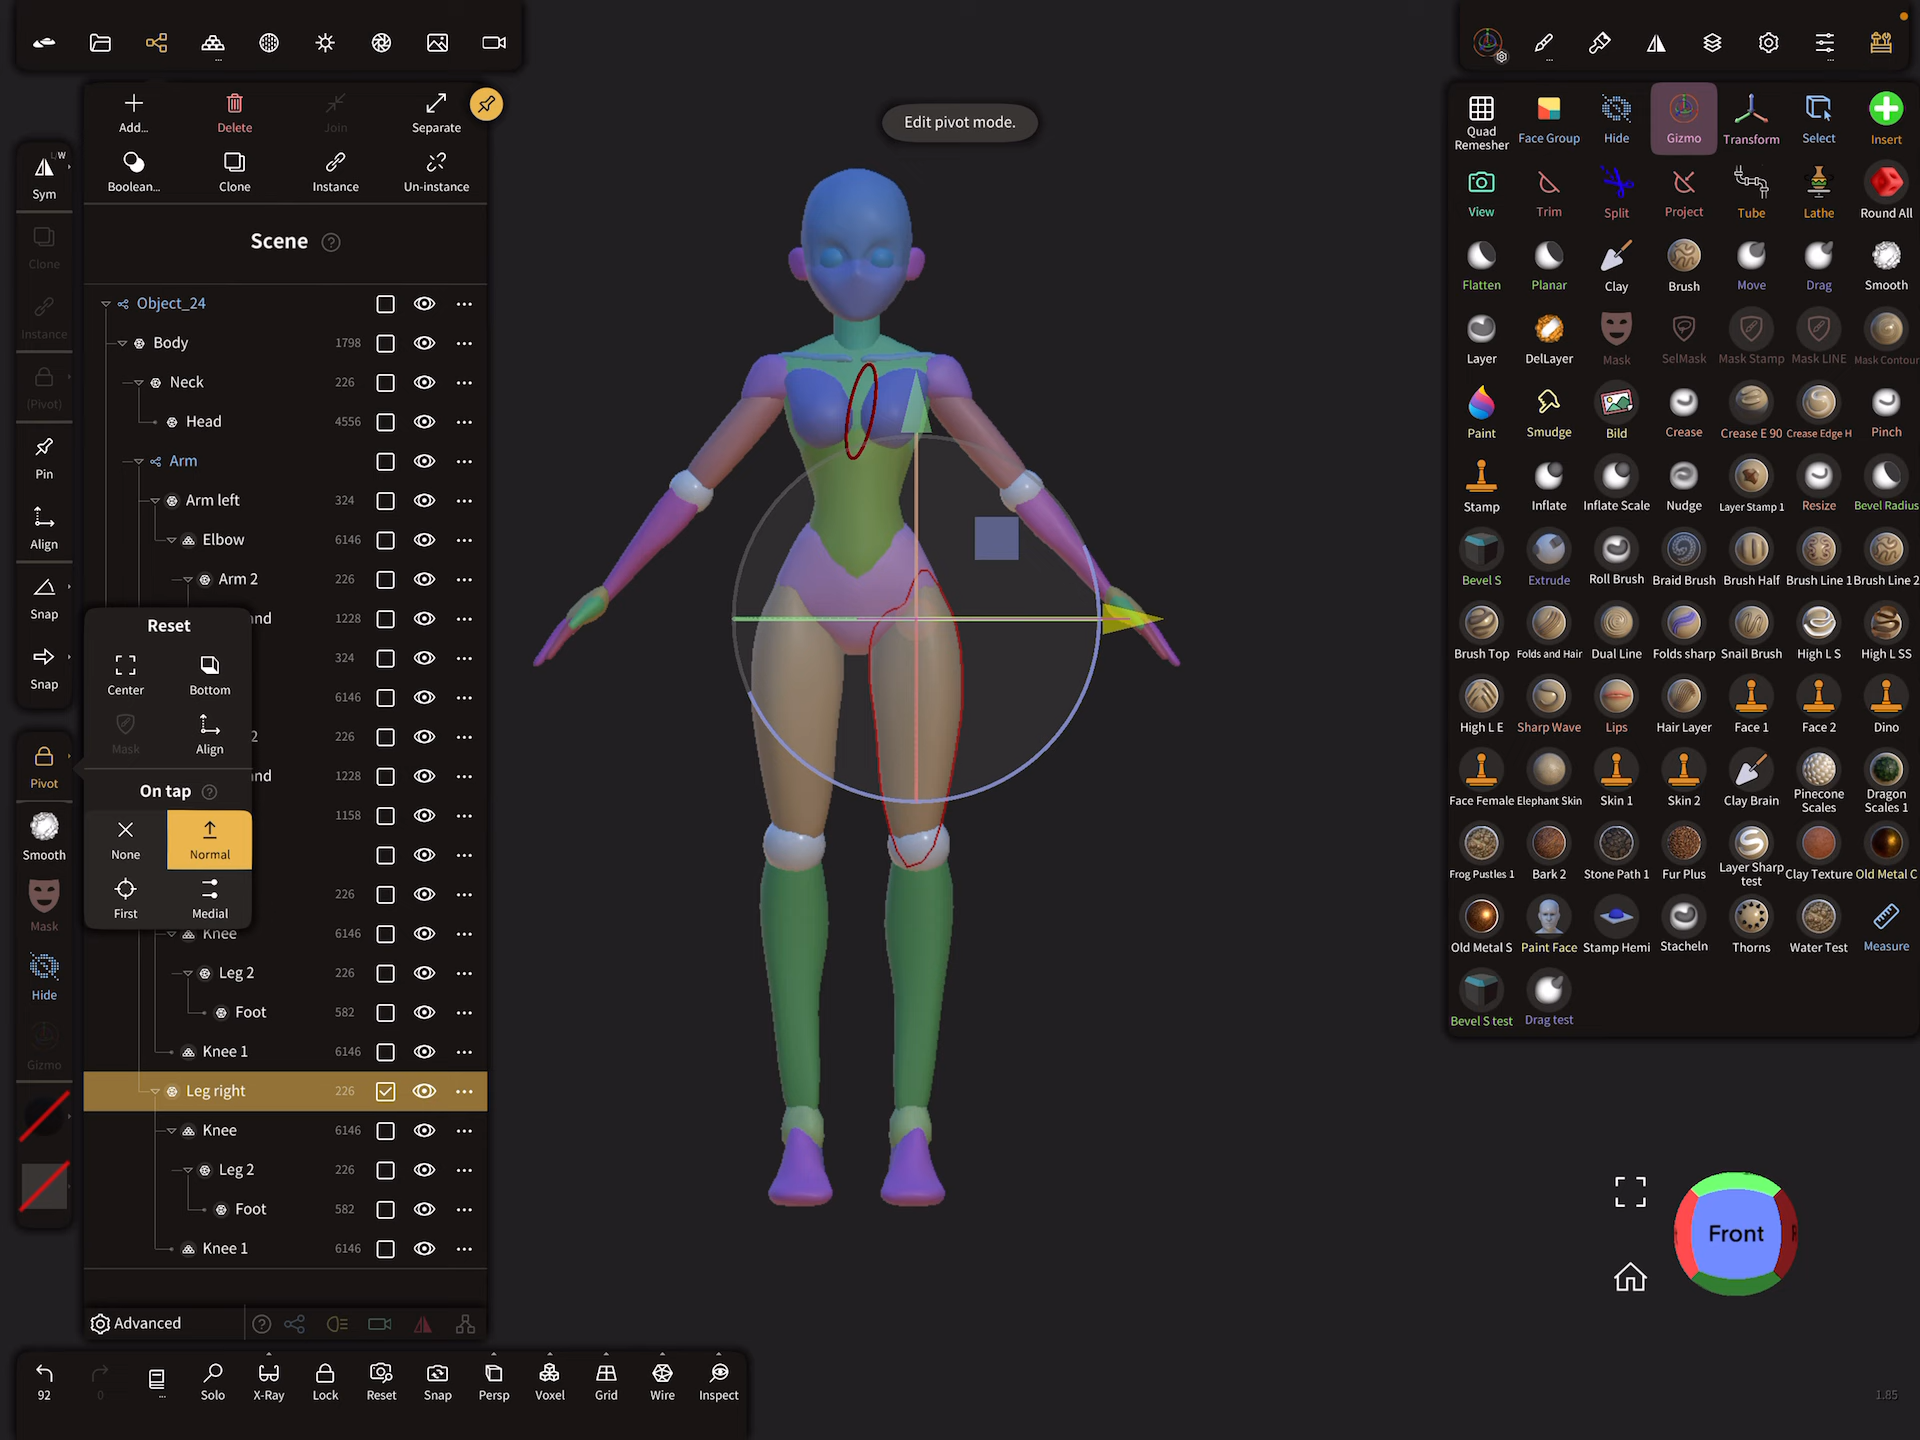 Add...
Delete
Join
Separate
Boolean...
Clone
Instance
Un-instance
Scene ?
Object_24
Body 1798
Neck 226
Head 4556
Arm
Arm left 324
Elbow 6146
Arm 2 226
nd 1228
324
6146
2 226
nd 1228
1158
226
Knee 6146
Leg 2 226
Foot 582
Knee 1 6146
Leg right 226
Knee 6146
Leg 2 226
Foot 582
Knee 1 6146
Advanced ?
W
Sym
Clone
Instance
(Pivot)
Pin
Align
Snap
Snap
Pivot
Smooth
Mask
Hide
Gizmo
Reset
Center
Bottom
Mask
Align
On tap ?
None
Normal
First
Medial
Edit pivot mode.
Quad Remesher
Face Group
Hide
Gizmo
Transform
Select
Insert
View
Trim
Split
Project
Tube
Lathe
Round All
Flatten
Planar
Clay
Brush
Move
Drag
Smooth
Layer
DelLayer
Mask
SelMask
Mask Stamp
Mask LINE
Mask Contour
Paint
Smudge
Bild
Crease
Crease E 90
Crease Edge H
Pinch
Stamp
Inflate
Inflate Scale
Nudge
Layer Stamp 1
Resize
Bevel Radius
Bevel S
Extrude
Roll Brush
Braid Brush
Brush Half
Brush Line 1
Brush Line 2
Brush Top
Folds and Hair
Dual Line
Folds sharp
Snail Brush
High L S
High L SS
High L E
Sharp Wave
Lips
Hair Layer
Face 1
Face 2
Dino
Face Female
Elephant Skin
Skin 1
Skin 2
Clay Brain
Pinecone Scales
Dragon Scales 1
Frog Pustles 1
Bark 2
Stone Path 1
Fur Plus
Layer Sharp test
Clay Texture
Old Metal C
Old Metal S
Paint Face
Stamp Hemi
Stacheln
Thorns
Water Test
Measure
Bevel S test
Drag test
Front
92
0
Solo
X-Ray
Lock
Reset
Snap
Persp
Voxel
Grid
Wire
Inspect
1.85